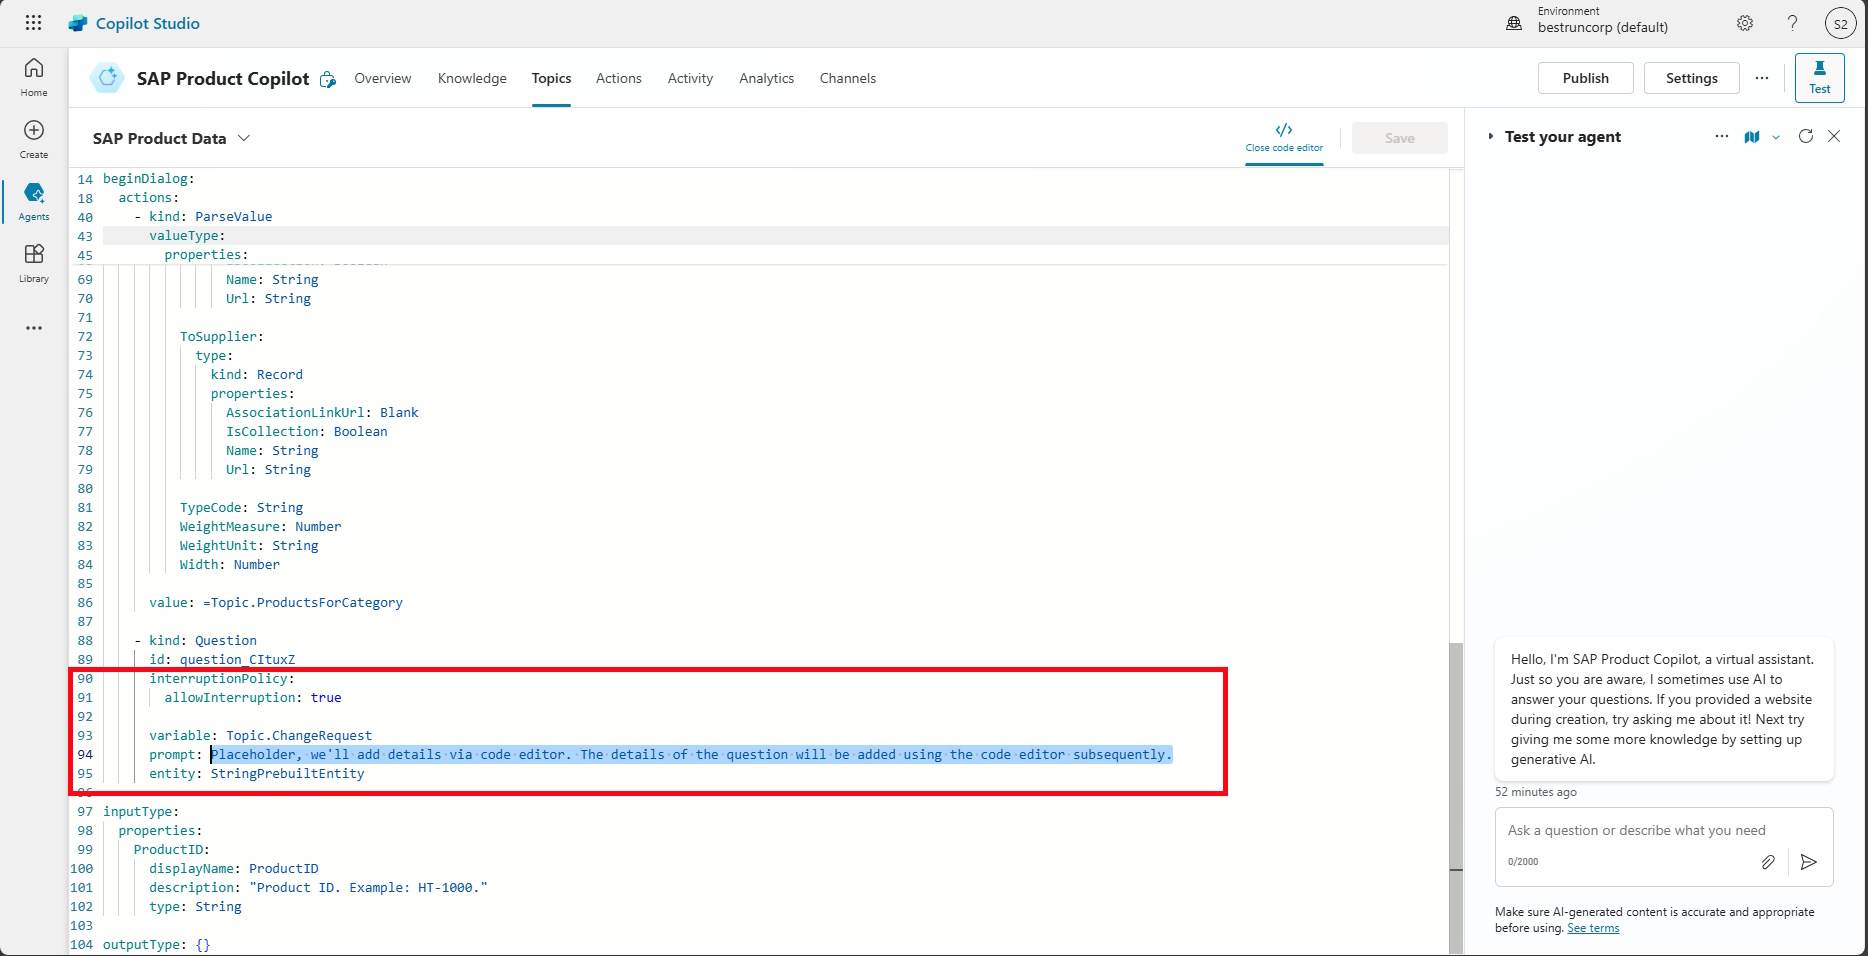 Copilot Studio
Environment
bestruncorp (default)
?
S2
Home
Create
Agents
Library
SAP Product Copilot
Overview
Knowledge
Topics
Actions
Activity
Analytics
Channels
Publish
Settings
Test
SAP Product Data
</>
Close code editor
Save
14 beginDialog:
18 actions:
40 - kind: ParseValue
43 valueType:
45 properties:
69 Name: String
70 Url: String
71
72 ToSupplier:
73 type:
74 kind: Record
75 properties:
76 AssociationLinkUrl: Blank
77 IsCollection: Boolean
78 Name: String
79 Url: String
80
81 TypeCode: String
82 WeightMeasure: Number
83 WeightUnit: String
84 Width: Number
85
86 value: =Topic.ProductsForCategory
87
88 - kind: Question
89 id: question_CItuxZ
90 interruptionPolicy:
91 allowInterruption: true
92
93 variable: Topic.ChangeRequest
94 prompt: Placeholder, we'll add details via code editor. The details of the question will be added using the code editor subsequently.
95 entity: StringPrebuiltEntity
96
97 inputType:
98 properties:
99 ProductID:
100 displayName: ProductID
101 description: "Product ID. Example: HT-1000."
102 type: String
103
104 outputType: {}
Test your agent
Hello, I'm SAP Product Copilot, a virtual assistant.
Just so you are aware, I sometimes use AI to
answer your questions. If you provided a website
during creation, try asking me about it! Next try
giving me some more knowledge by setting up
generative AI.
52 minutes ago
Ask a question or describe what you need
0/2000
Make sure AI-generated content is accurate and appropriate
before using. See terms